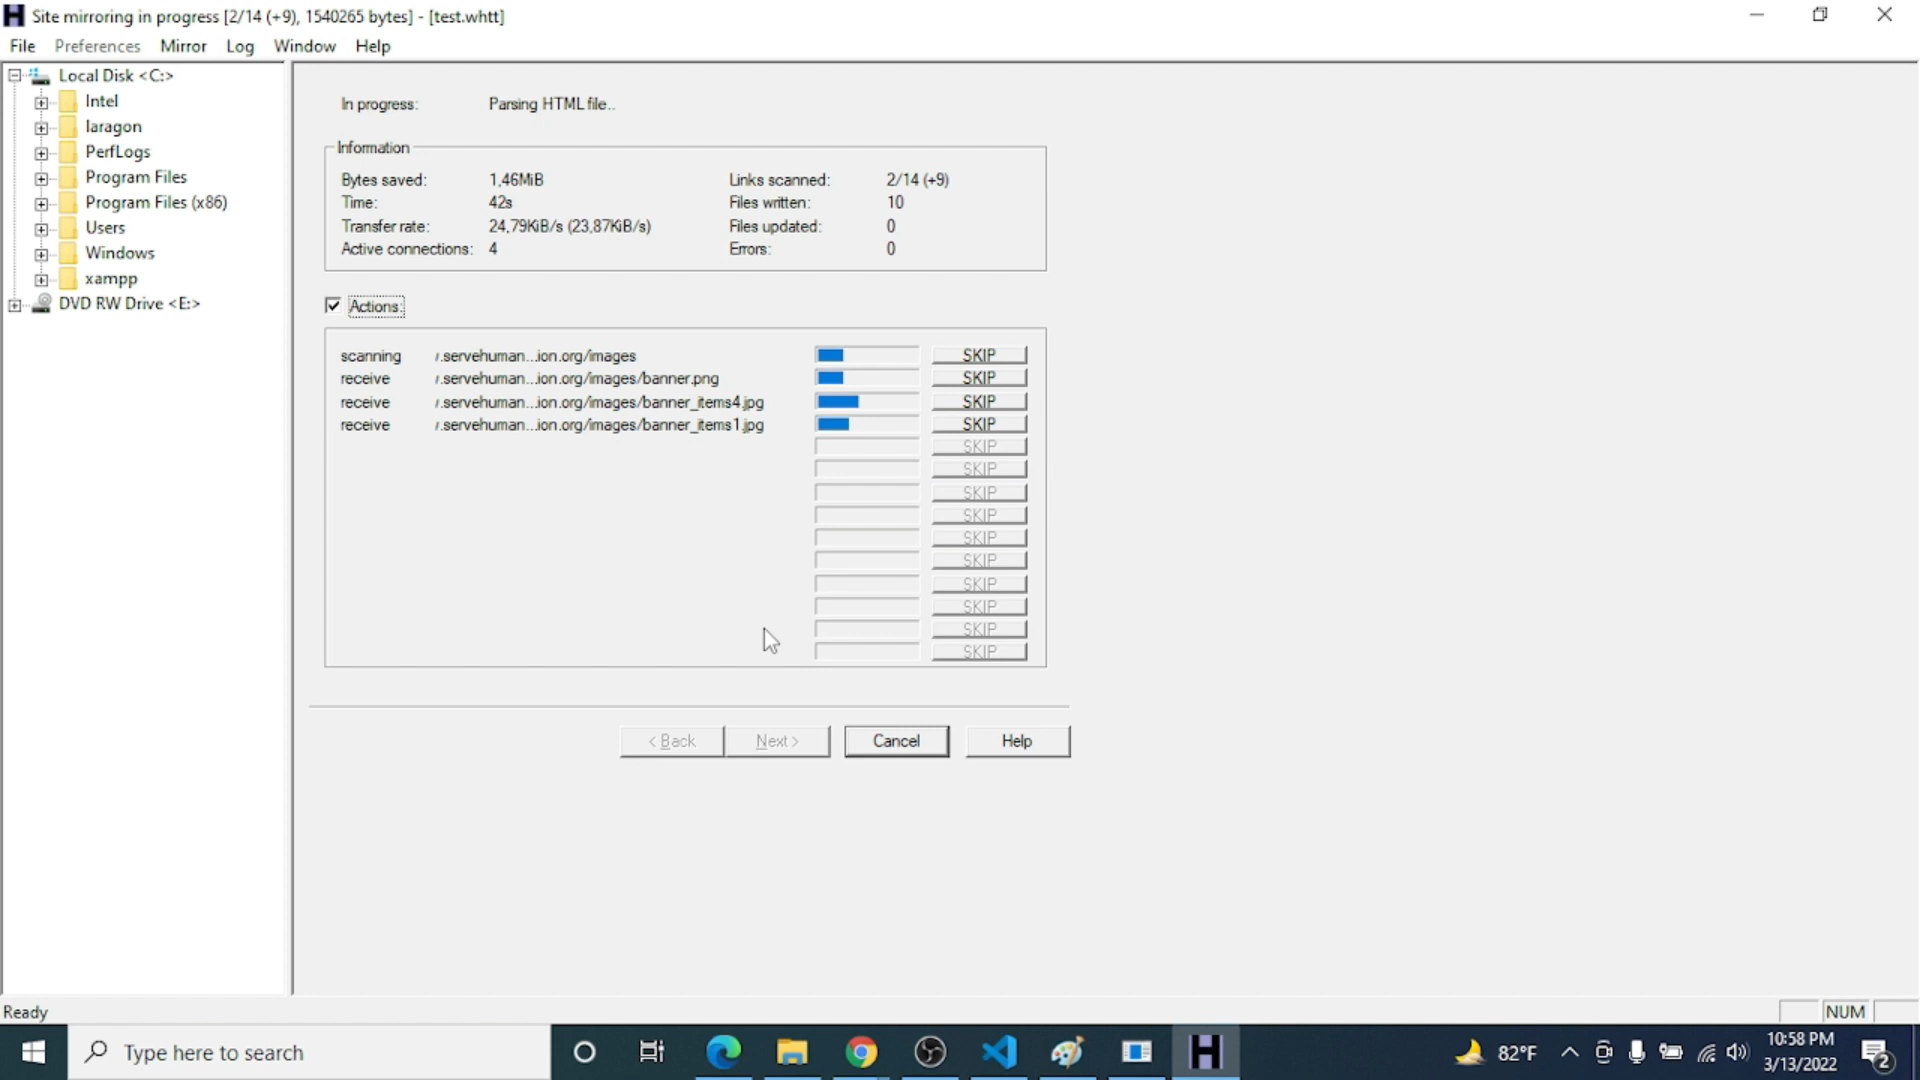 Site mirroring in progress [2/14 (+9), 1540265 bytes] - [test.whtt]
File Preferences Mirror Log Window Help
Local Disk <C:>
Intel
laragon
PerfLogs
Program Files
Program Files (x86)
Users
Windows
xampp
DVD RW Drive <E:>
In progress: Parsing HTML file..
Information
Bytes saved: 1,46MiB Links scanned: 2/14 (+9)
Time: 42s Files written: 10
Transfer rate: 24,79KiB/s (23,87KiB/s) Files updated: 0
Active connections: 4 Errors: 0
Actions:
scanning /.servehuman...ion.org/images SKIP
receive /.servehuman...ion.org/images/banner.png SKIP
receive /.servehuman...ion.org/images/banner_items4.jpg SKIP
receive /.servehuman...ion.org/images/banner_items1.jpg SKIP
SKIP
SKIP
SKIP
SKIP
SKIP
SKIP
SKIP
SKIP
SKIP
SKIP
< Back Next > Cancel Help
Ready NUM
Type here to search 82°F 10:58 PM
3/13/2022 2